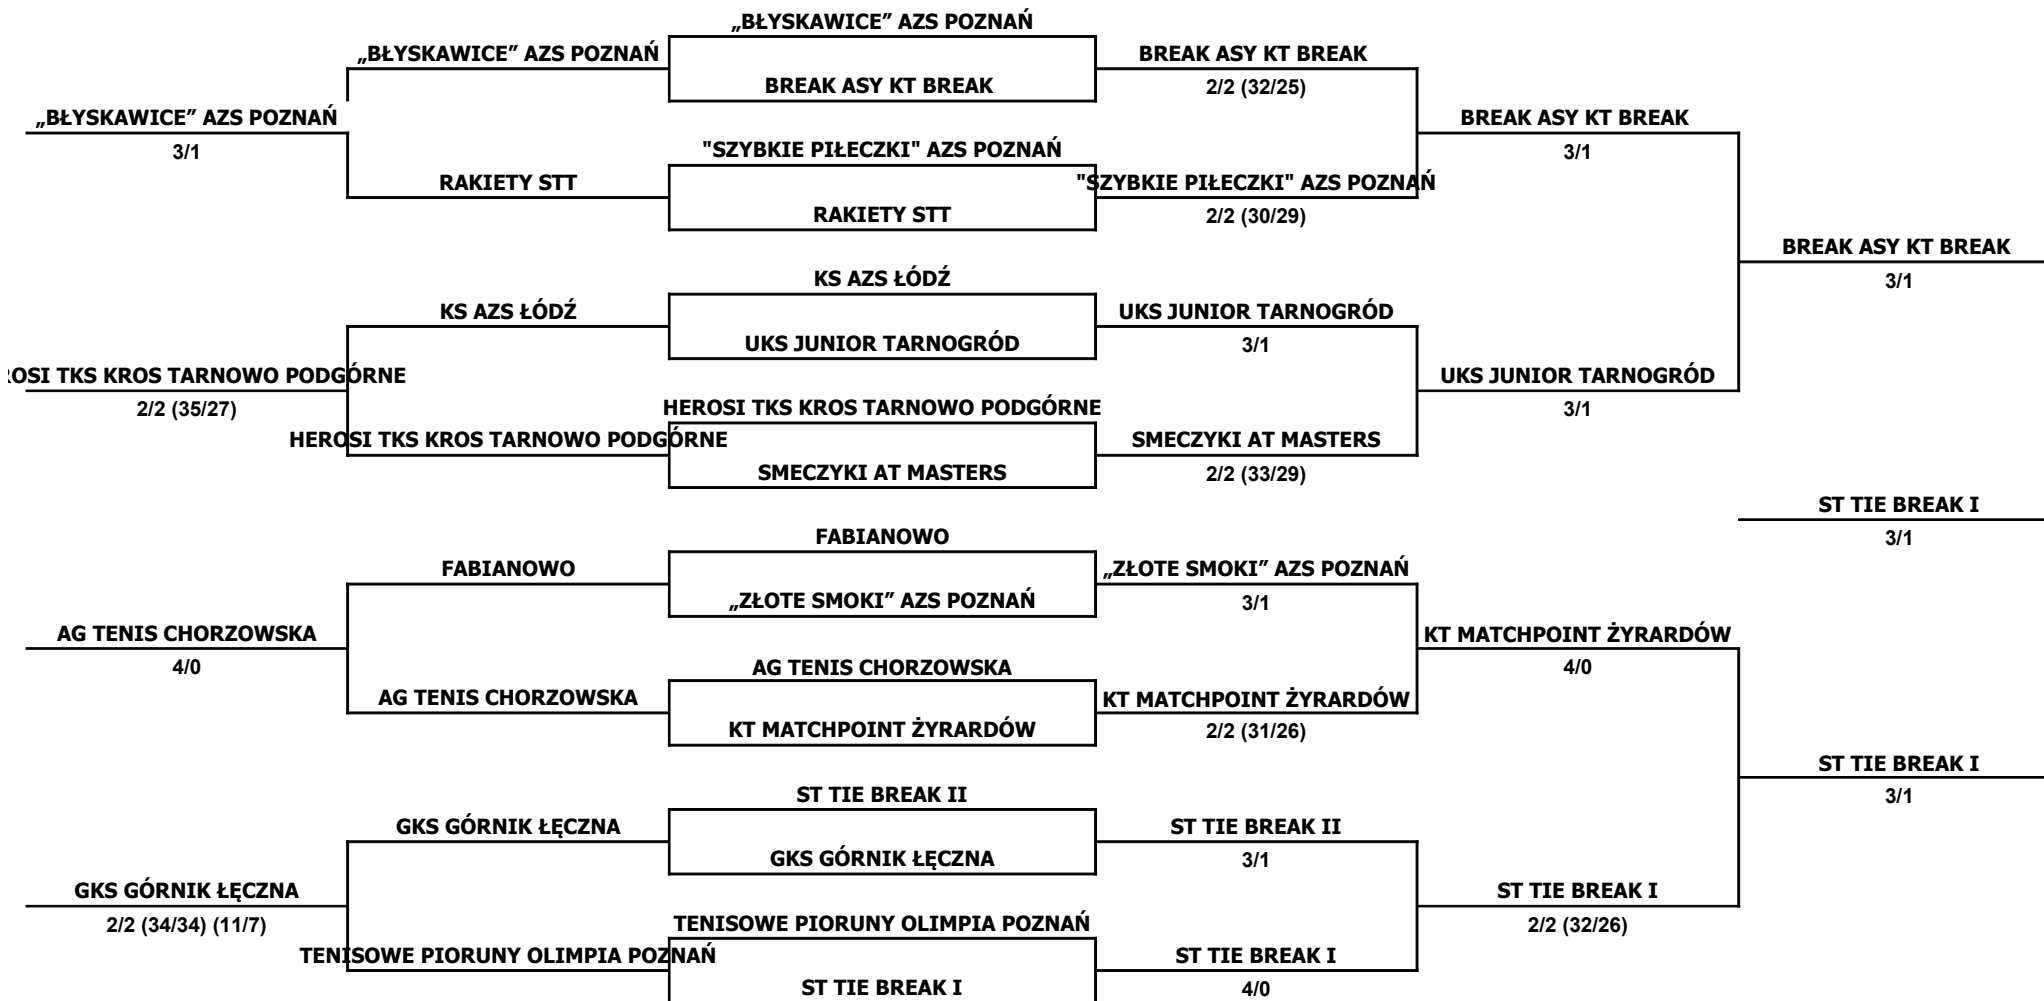 „BŁYSKAWICE” AZS POZNAŃ
„BŁYSKAWICE” AZS POZNAŃ
BREAK ASY KT BREAK
BREAK ASY KT BREAK
2/2 (32/25)
„BŁYSKAWICE” AZS POZNAŃ
BREAK ASY KT BREAK
3/1
"SZYBKIE PIŁECZKI" AZS POZNAŃ
3/1
RAKIETY STT
"SZYBKIE PIŁECZKI" AZS POZNAŃ
RAKIETY STT
2/2 (30/29)
BREAK ASY KT BREAK
KS AZS ŁÓDŹ
3/1
KS AZS ŁÓDŹ
UKS JUNIOR TARNOGRÓD
UKS JUNIOR TARNOGRÓD
3/1
ROSI TKS KROS TARNOWO PODGÓRNE
UKS JUNIOR TARNOGRÓD
2/2 (35/27)
HEROSI TKS KROS TARNOWO PODGÓRNE
3/1
HEROSI TKS KROS TARNOWO PODGÓRNE
SMECZYKI AT MASTERS
SMECZYKI AT MASTERS
2/2 (33/29)
ST TIE BREAK I
FABIANOWO
3/1
FABIANOWO
„ZŁOTE SMOKI” AZS POZNAŃ
„ZŁOTE SMOKI” AZS POZNAŃ
3/1
AG TENIS CHORZOWSKA
KT MATCHPOINT ŻYRARDÓW
4/0
AG TENIS CHORZOWSKA
4/0
AG TENIS CHORZOWSKA
KT MATCHPOINT ŻYRARDÓW
KT MATCHPOINT ŻYRARDÓW
2/2 (31/26)
ST TIE BREAK I
ST TIE BREAK II
3/1
GKS GÓRNIK ŁĘCZNA
ST TIE BREAK II
GKS GÓRNIK ŁĘCZNA
3/1
GKS GÓRNIK ŁĘCZNA
ST TIE BREAK I
2/2 (34/34) (11/7)
TENISOWE PIORUNY OLIMPIA POZNAŃ
2/2 (32/26)
TENISOWE PIORUNY OLIMPIA POZNAŃ
ST TIE BREAK I
ST TIE BREAK I
4/0